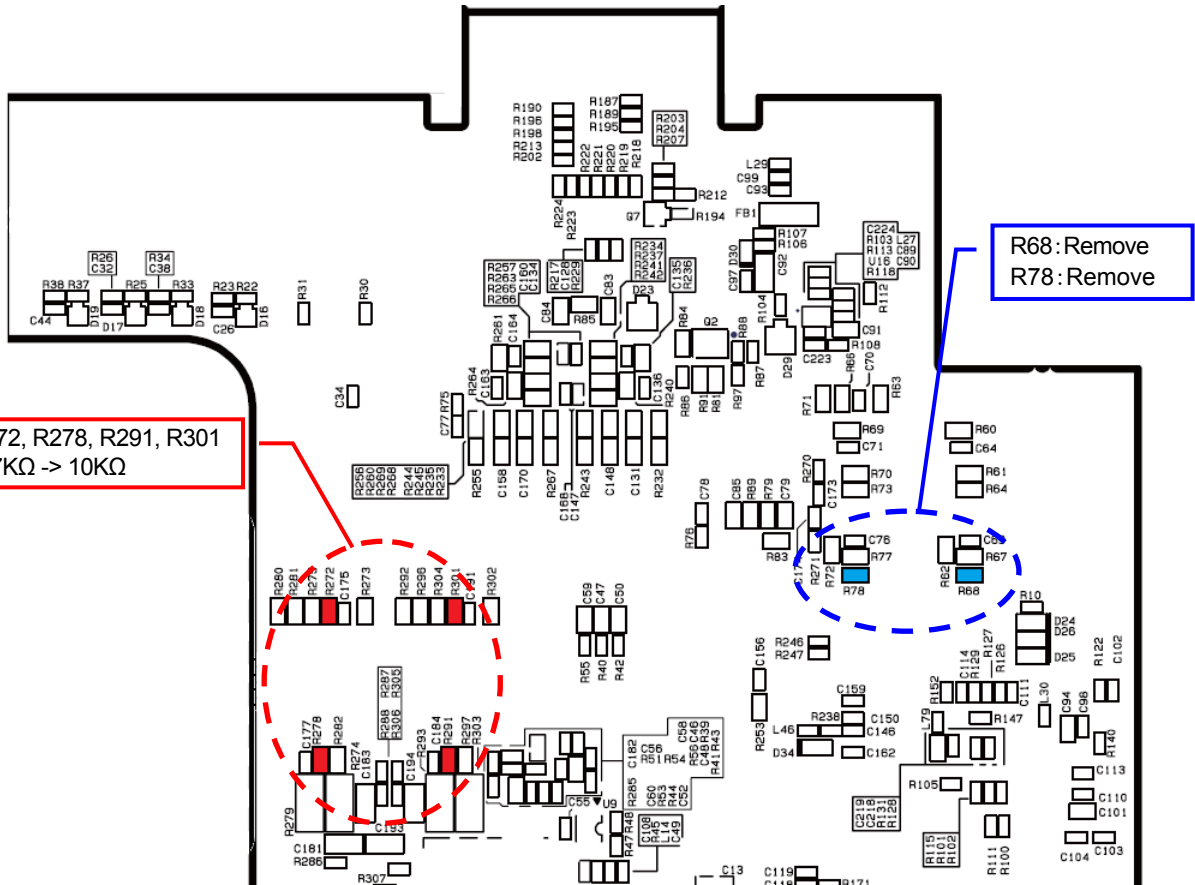 R190
R196
R198
R213
R202
R187
R189
R195
R203
R204
R207
R222
R221
R220
R219
R218
R212
R194
Q7
R224
R223
L29
C99
C93
FB1
R107
R106
D30
C92
C97
R104
D29
C224
R103 L27
R113 C89
U16 C90
R118
R112
C91
R108
C223
R68:Remove
R78:Remove
R26
C32
R34
C38
R38
R37
R25
R33
R23
R22
C44
D19
D17
D18
C26
D16
R31
R30
R257
R263
R265
R266
C160
C134
R217
C128
R229
R234
R237
R241
R242
C135
R236
C84
R85
C83
D23
R84
Q2
R88
R87
R97
R86
R91
R81
R261
C164
R264
C163
C136
R240
C34
R75
C77
R71
R66
C70
R63
R69
C71
R60
C64
R70
R73
R61
R64
72, R278, R291, R301
7KΩ -> 10KΩ
R256
R260
R269
R268
R244
R245
R235
R233
R255
C158
C170
R267
C168
C147
R243
C148
C131
R232
C78
R76
C85
R89
R79
C79
R83
R270
C173
C17
R271
R72
C76
R77
R78
R62
R67
R68
R280
R281
R272
C175
R273
R292
R296
R304
R301
C191
R302
C59
C47
C50
R55
R40
R42
R10
D24
D26
D25
R246
R247
C156
R253
C159
R238
C150
L46
C146
D34
C162
R152
C114
R129
R127
R126
C111
R122
C102
L30
C94
C98
R140
L79
R147
R105
C113
C110
C101
C104
C103
R287
R305
R288
R306
C177
R278
R282
R274
C183
C194
R293
C184
R291
R297
R303
R279
C181
C193
R286
R307
C182
C56
R51
R54
C58
R56
C46
C48
R39
R41
R43
R285
C60
R53
R44
C52
C55
U9
R48
R47
C108
R45
L14
C49
C219
C218
R131
R128
R115
R101
R102
R111
R100
C13
C119
C118
R171